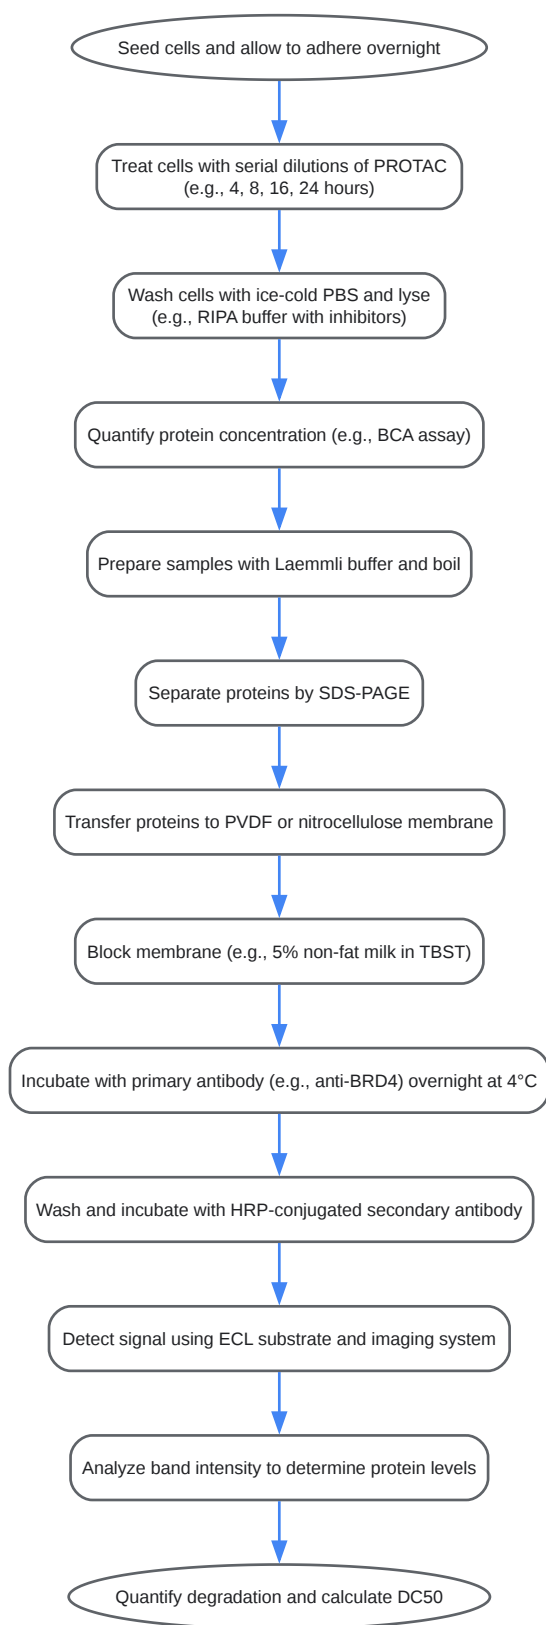 Seed cells and allow to adhere overnight
Treat cells with serial dilutions of PROTAC
(e.g., 4, 8, 16, 24 hours)
Wash cells with ice-cold PBS and lyse
(e.g., RIPA buffer with inhibitors)
Quantify protein concentration (e.g., BCA assay)
Prepare samples with Laemmli buffer and boil
Separate proteins by SDS-PAGE
Transfer proteins to PVDF or nitrocellulose membrane
Block membrane (e.g., 5% non-fat milk in TBST)
Incubate with primary antibody (e.g., anti-BRD4) overnight at 4°C
Wash and incubate with HRP-conjugated secondary antibody
Detect signal using ECL substrate and imaging system
Analyze band intensity to determine protein levels
Quantify degradation and calculate DC50